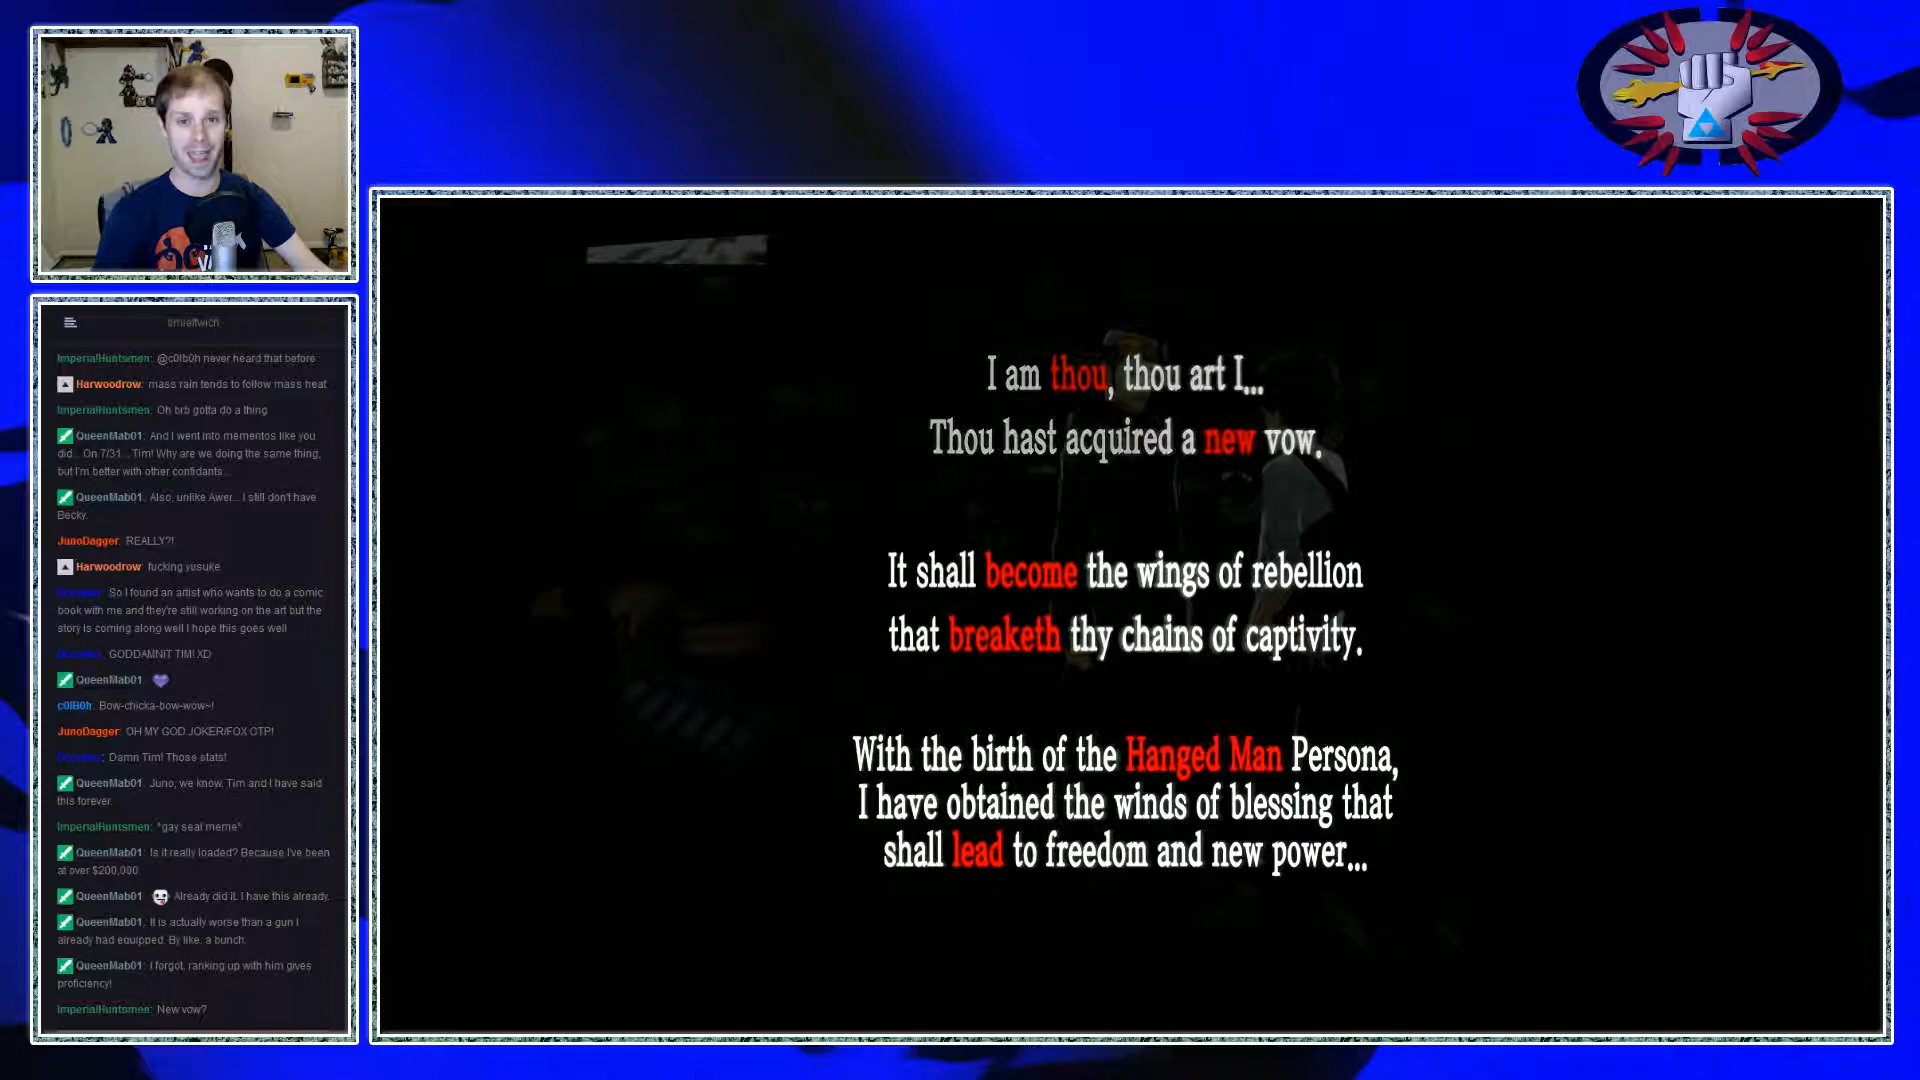 ImperialHuntsmen: @c0lb0h never heard that before
Harwoodrow: mass rain tends to follow mass heat
ImperialHuntsmen: Oh brb gotta do a thing
QueenMab01: And I went into mementos like you
did... On 7/31... Tim! Why are we doing the same thing,
but I'm better with other confidants...
QueenMab01: Also, unlike Awer... I still don't have
Becky.
JunoDagger: REALLY?!
Harwoodrow: fucking yusuke
So I found an artist who wants to do a comic
book with me and they're still working on the art but the
story is coming along well I hope this goes well
GODDAMNIT TIM! XD
QueenMab01:
c0lB0h: Bow-chicka-bow-wow~!
JunoDagger: OH MY GOD JOKER/FOX OTP!
Damn Tim! Those stats!
QueenMab01: Juno, we know. Tim and I have said
this forever.
ImperialHuntsmen: *gay seal meme*
QueenMab01: Is it really loaded? Because I've been
at over $200,000
QueenMab01: Already did it. I have this already..
QueenMab01: It is actually worse than a gun I
already had equipped. By like, a bunch.
QueenMab01: I forgot, ranking up with him gives
proficiency!
ImperialHuntsmen: New vow?
I am thou, thou art I...
Thou hast acquired a new vow.
It shall become the wings of rebellion
that breaketh thy chains of captivity.
With the birth of the Hanged Man Persona,
I have obtained the winds of blessing that
shall lead to freedom and new power...